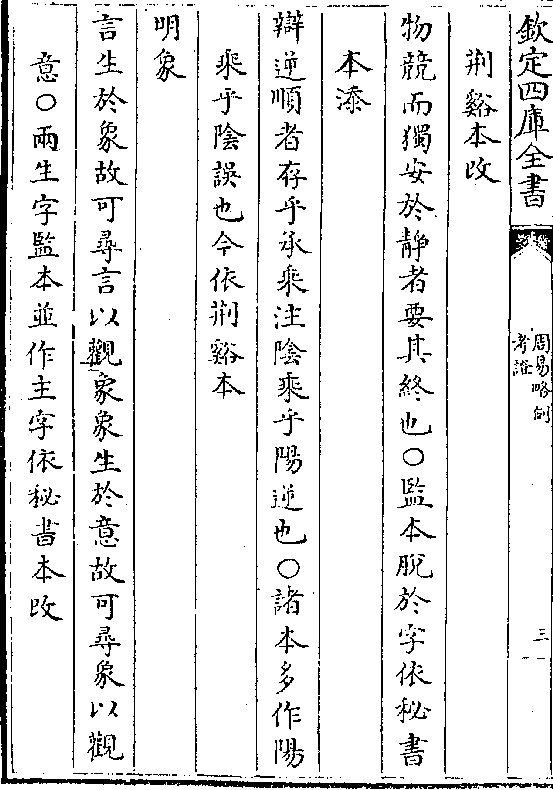 欽定四庫全書
周易略例
考證
三
荆谿本改
物競而獨安於静者要其終也○監本脫於字依秘書
本添
辯逆順者存乎承乘注陰乘乎陽逆也○諸本多作陽
乘乎陰誤也今依荆谿本
明象
言生於象故可尋言以觀象象生於意故可尋象以觀
意○兩生字監本並作主字依秘書本改